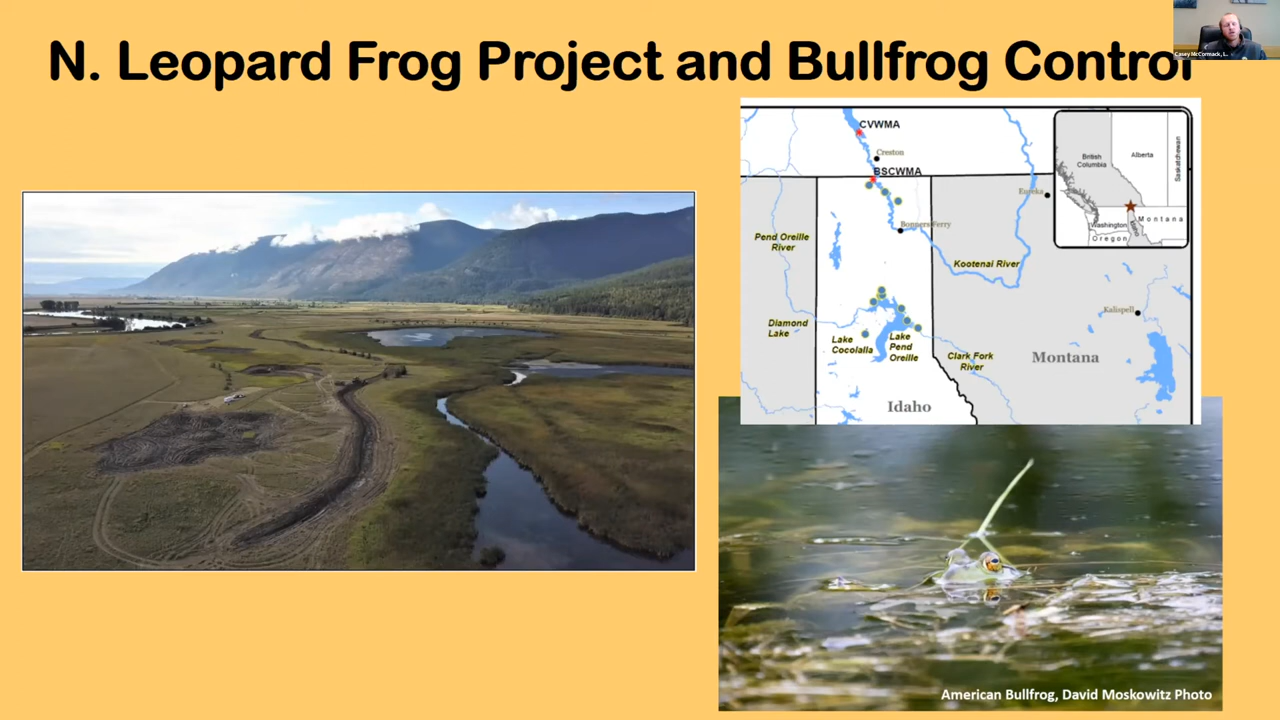 N. Leopard Frog Project and Bullfrog Control
Casey McCormack, L...
CVWMA
Creston
BSCWMA
Eureka
Bonners Ferry
Pend Oreille
River
Kootenai River
Diamond
Lake
Lake
Cocolalla
Lake
Pend
Oreille
Clark Fork
River
Kalispell
Montana
Idaho
British
Columbia
Alberta
Saskatchewan
Washington
Montana
Oregon
American Bullfrog, David Moskowitz Photo